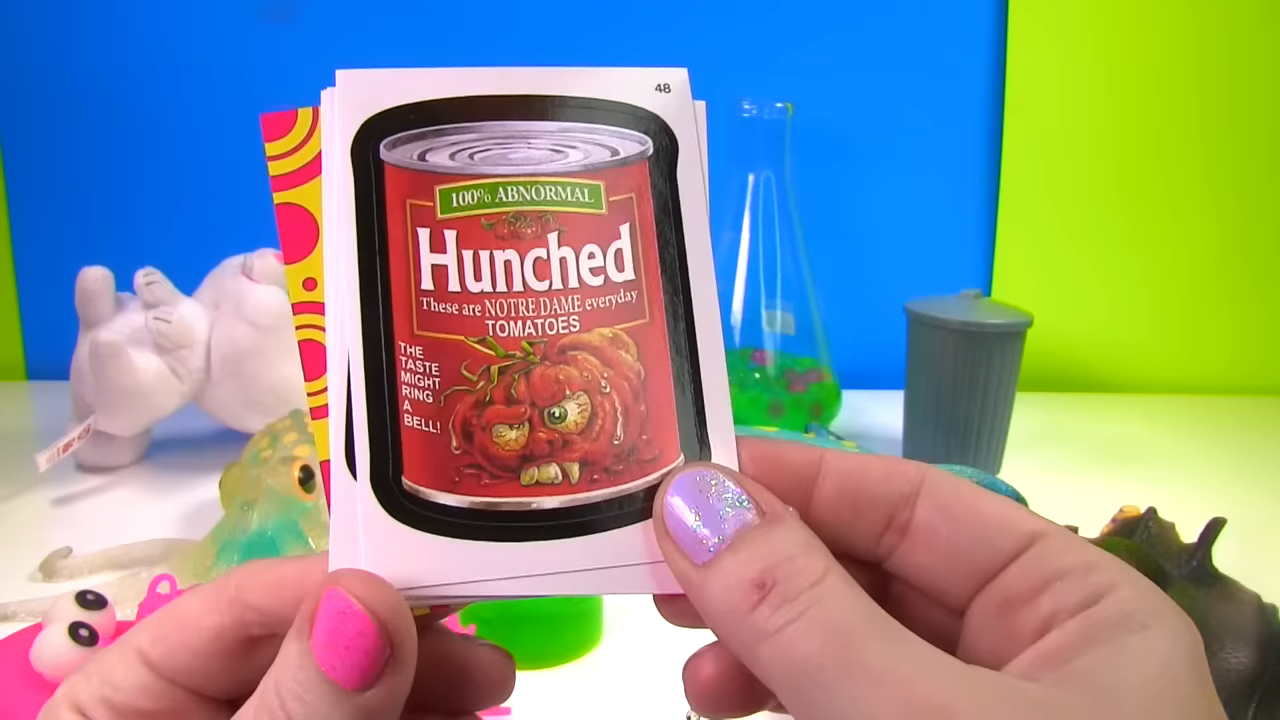 48
100% ABNORMAL
Hunched
These are NOTRE DAME everyday
TOMATOES
THE
TASTE
MIGHT
RING
A
BELL!